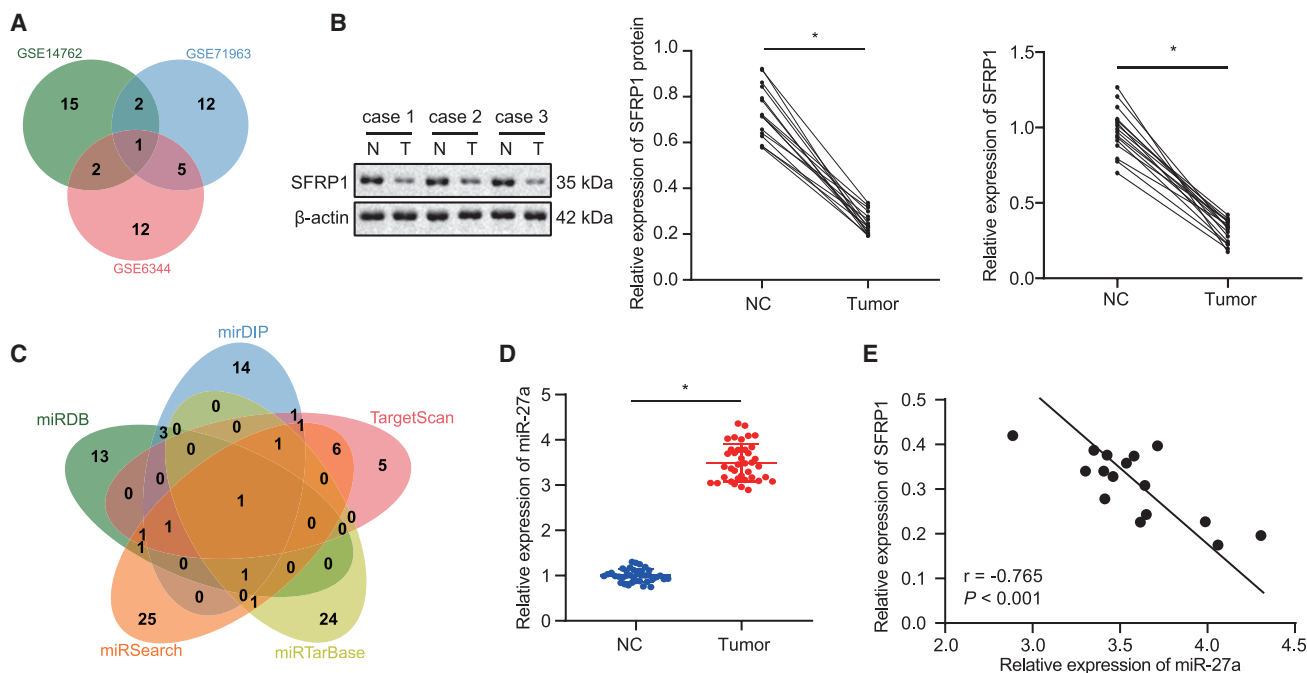 A
GSE14762
GSE71963
15
2
12
1
2
5
12
GSE6344
B
case 1 case 2 case 3
N T N T N T
SFRP1
35 kDa
β-actin
42 kDa
Relative expression of SFRP1 protein
1.0
0.8
0.6
0.4
0.2
0.0
*
NC
Tumor
Relative expression of SFRP1
1.5
1.0
0.5
0.0
*
NC
Tumor
C
mirDIP
miRDB
TargetScan
miRSearch
miRTarBase
14
0
1
1
3
0
0
1
6
5
13
0
0
0
0
1
0
0
0
1
1
1
0
0
0
1
0
0
1
25
24
D
Relative expression of miR-27a
5
4
3
2
1
0
*
NC
Tumor
E
Relative expression of SFRP1
0.5
0.4
0.3
0.2
0.1
0.0
r = -0.765
P < 0.001
2.0
3.0
3.5
4.0
4.5
Relative expression of miR-27a